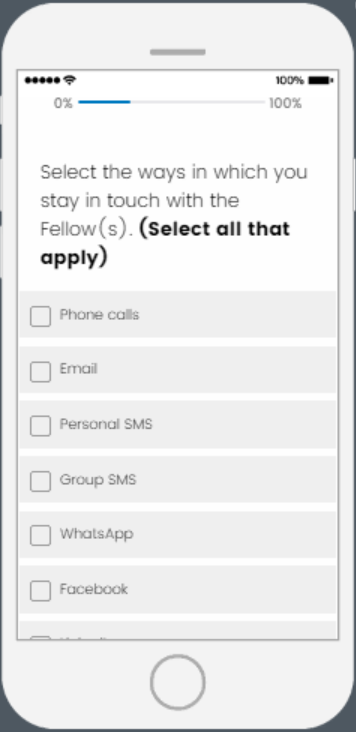 100%
0% 100%
Select the ways in which you
stay in touch with the
Fellow(s). (Select all that
apply)
Phone calls
Email
Personal SMS
Group SMS
WhatsApp
Facebook